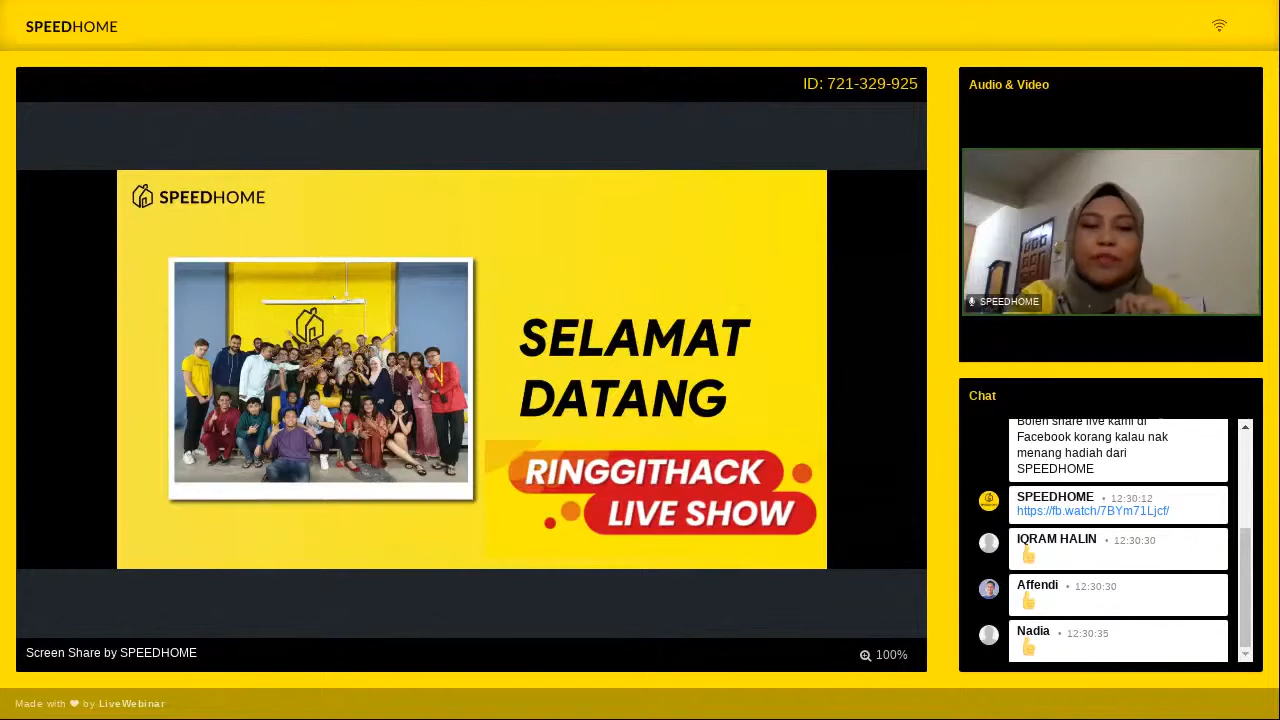 SPEEDHOME
ID: 721-329-925
SPEEDHOME
SELAMAT
DATANG
RINGGITHACK
LIVE SHOW
Screen Share by SPEEDHOME
100%
Audio & Video
SPEEDHOME
Chat
Boleh share live kami di
Facebook korang kalau nak
menang hadiah dari
SPEEDHOME
SPEEDHOME • 12:30:12
https://fb.watch/7BYm71Ljcf/
IQRAM HALIN • 12:30:30
Affendi • 12:30:30
Nadia • 12:30:35
Made with ❤ by LiveWebinar